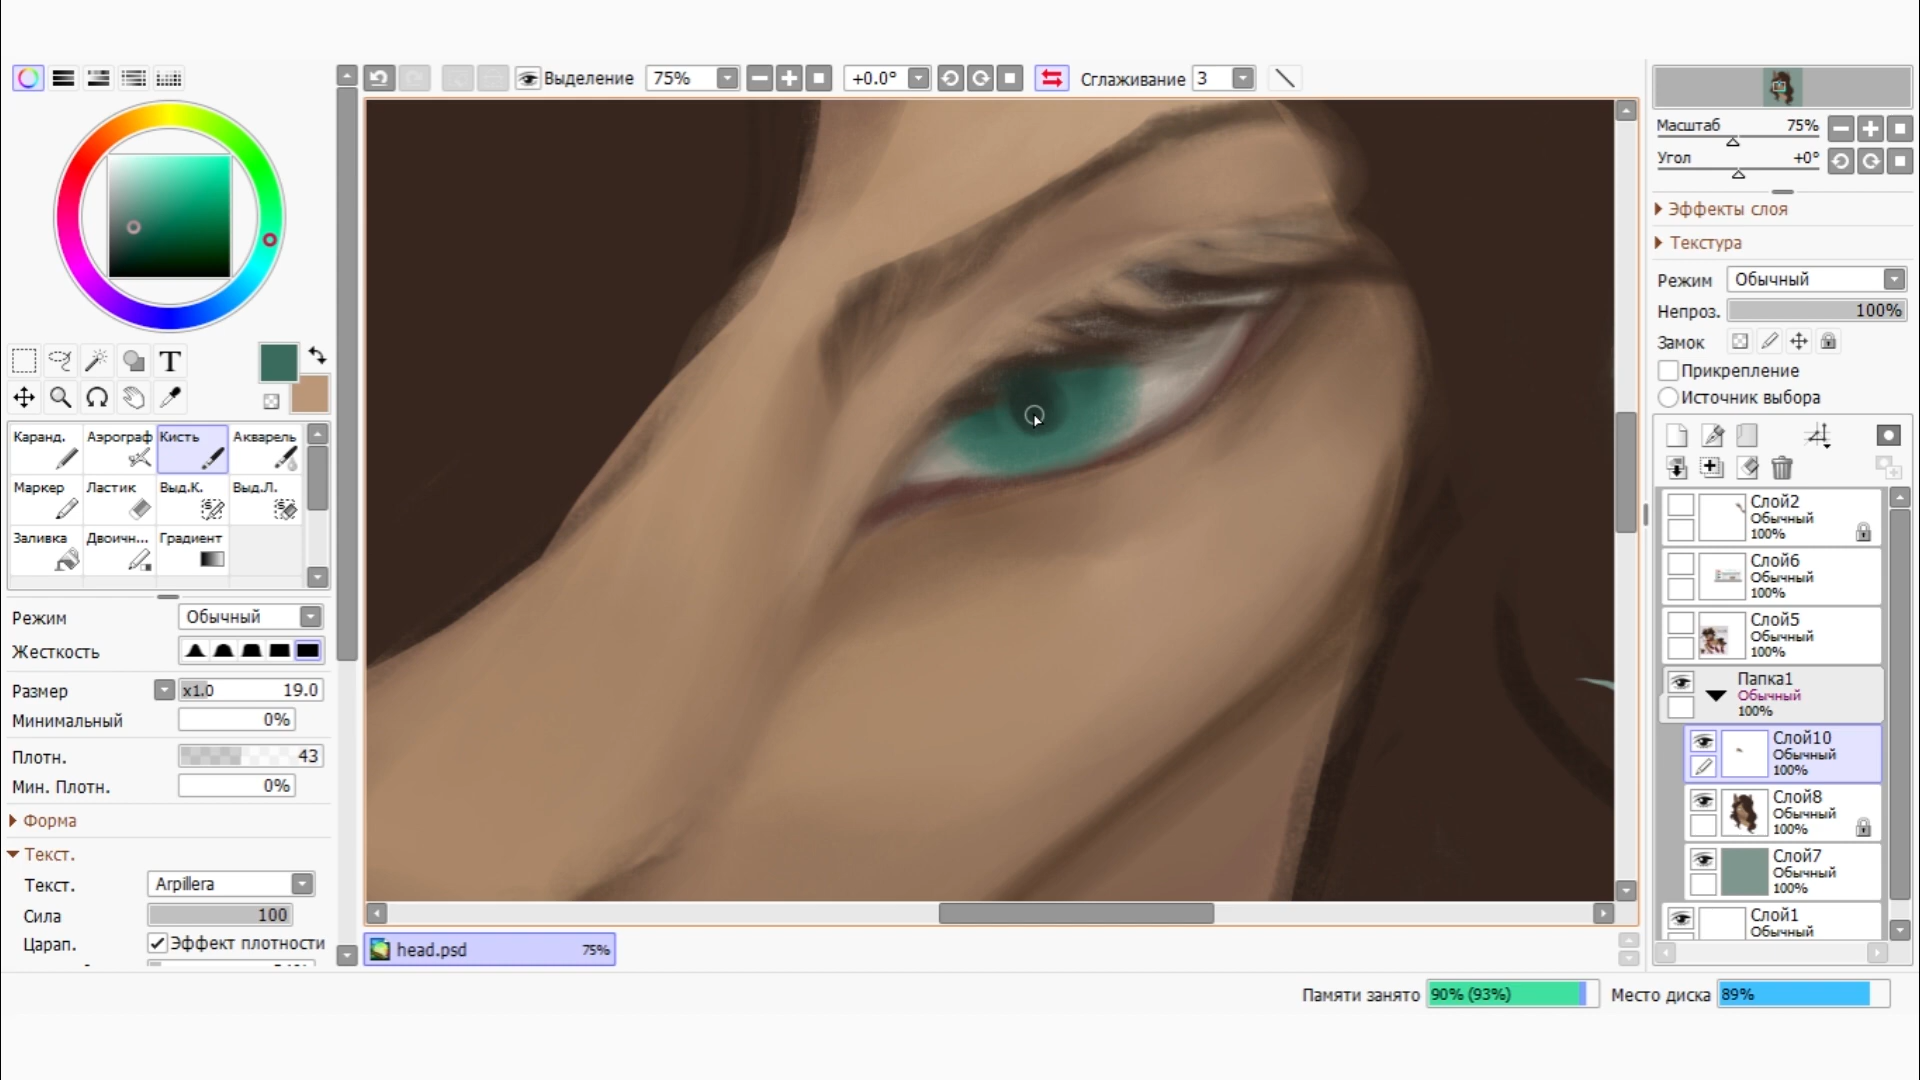 Выделение 75% +0.0° Сглаживание 3
T
Каранд. Аэрограф Кисть Акварель
Маркер Ластик Выд.К. Выд.Л.
Заливка Двоичн... Градиент
Режим Обычный
Жесткость
Размер x1.0 19.0
Минимальный 0%
Плотн. 43
Мин. Плотн. 0%
Форма
Текст.
Текст. Arpillera
Сила 100
Царап. Эффект плотности
head.psd 75%
Масштаб 75%
Угол +0°
Эффекты слоя
Текстура
Режим Обычный
Непроз. 100%
Замок
Прикрепление
Источник выбора
Слой2
Обычный
100%
Слой6
Обычный
100%
Слой5
Обычный
100%
Папка1
Обычный
100%
Слой10
Обычный
100%
Слой8
Обычный
100%
Слой7
Обычный
100%
Слой1
Обычный
Памяти занято 90% (93%) Место диска 89%